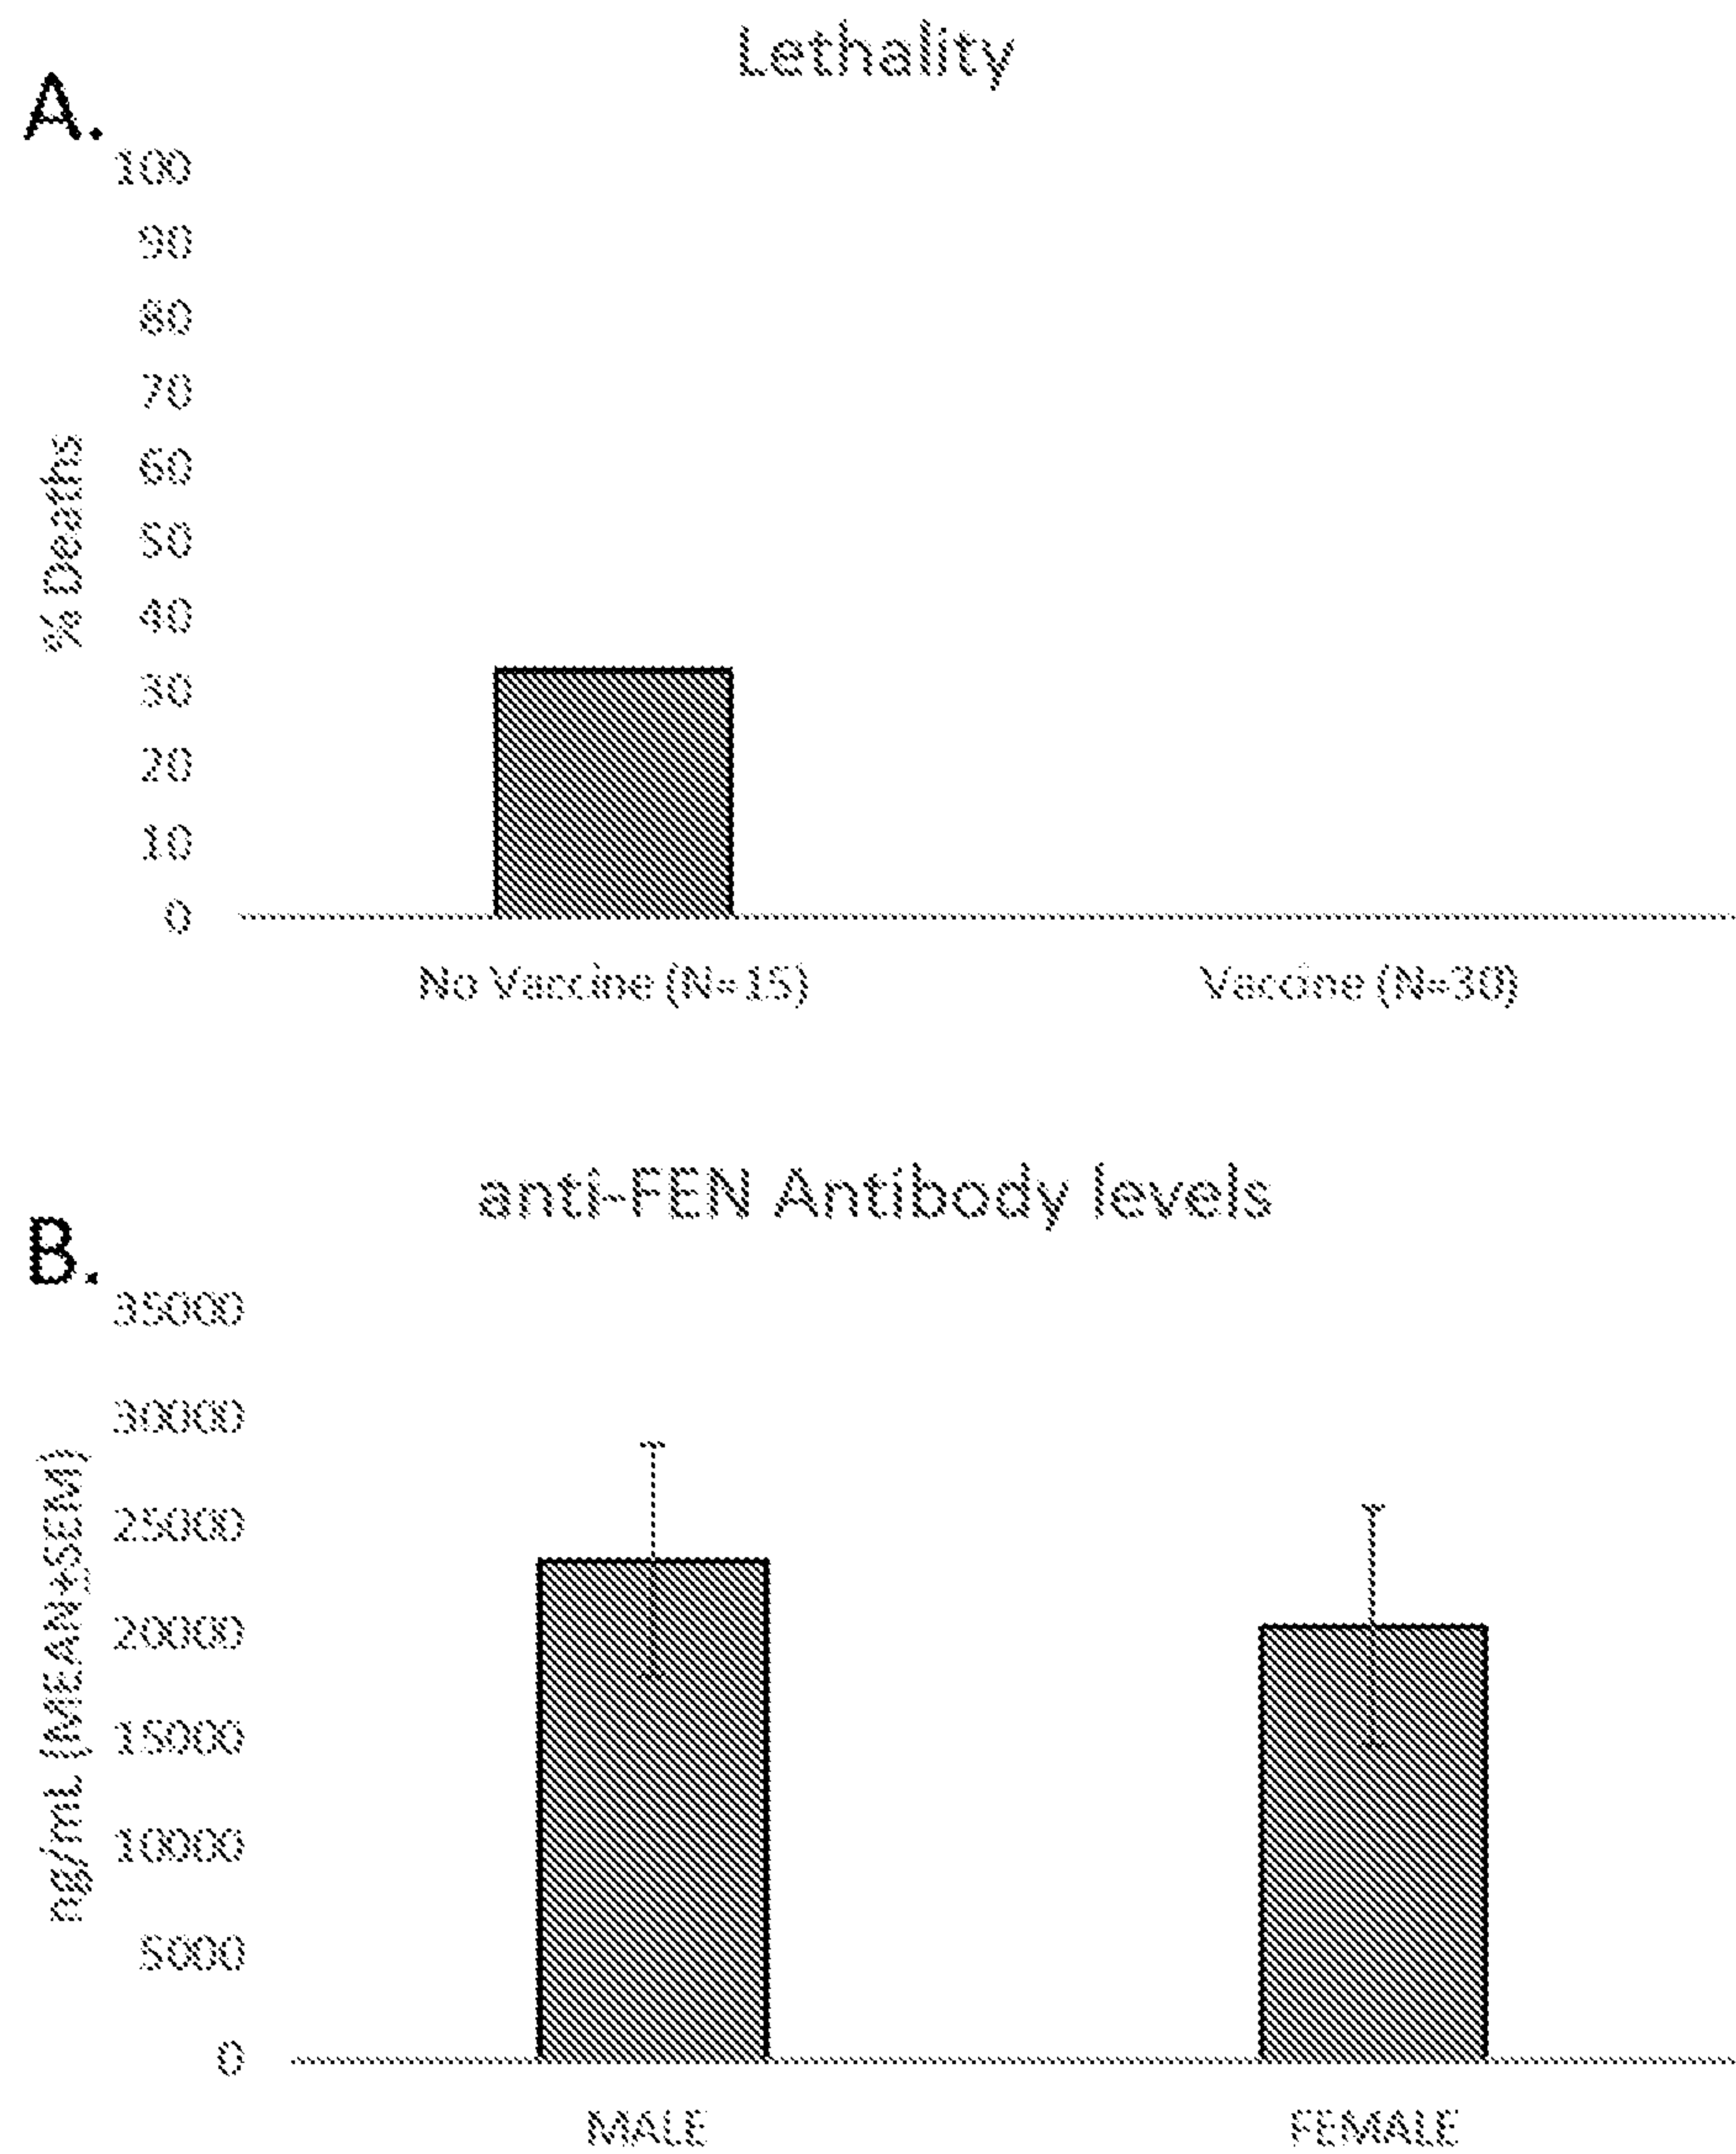 Lethality
A.
100
90
80
70
60
50
40
30
20
10
0
% Deaths
No Vaccine (N=15)
Vaccine (N=30)
anti-FEN Antibody levels
B.
35000
30000
25000
20000
15000
10000
5000
0
ng/mL (MEAN±SEM)
MALE
FEMALE